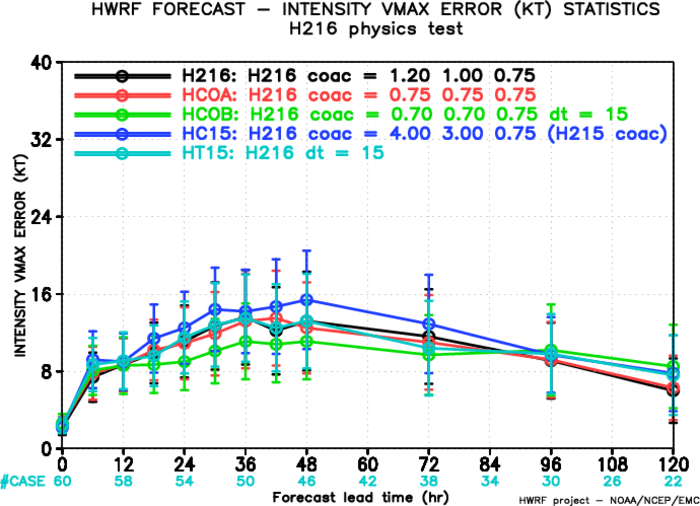 HWRF FORECAST – INTENSITY VMAX ERROR (KT) STATISTICS
H216 physics test
H216: H216 coac = 1.20 1.00 0.75
HCOA: H216 coac = 0.75 0.75 0.75
HCOB: H216 coac = 0.70 0.70 0.75 dt = 15
HC15: H216 coac = 4.00 3.00 0.75 (H215 coac)
HT15: H216 dt = 15
INTENSITY VMAX ERROR (KT)
40
32
24
16
8
0
0 12 24 36 48 60 72 84 96 108 120
#CASE 60 58 54 50 46 42 38 34 30 26 22
Forecast lead time (hr)
HWRF project – NOAA/NCEP/EMC